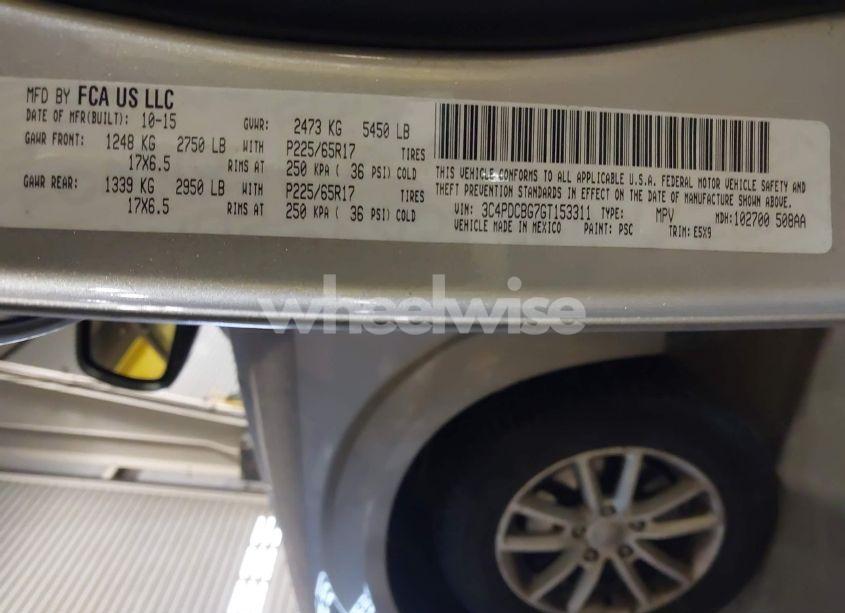 MFD BY FCA US LLC
DATE OF MFR(BUILT): 10-15 GVWR: 2473 KG 5450 LB
GAWR FRONT: 1248 KG 2750 LB WITH P225/65R17 TIRES
17X6.5 RIMS AT 250 KPA ( 36 PSI) COLD
GAWR REAR: 1339 KG 2950 LB WITH P225/65R17 TIRES
17X6.5 RIMS AT 250 KPA ( 36 PSI) COLD
THIS VEHICLE CONFORMS TO ALL APPLICABLE U.S.A. FEDERAL MOTOR VEHICLE SAFETY AND
THEFT PREVENTION STANDARDS IN EFFECT ON THE DATE OF MANUFACTURE SHOWN ABOVE.
VIN: 3C4PDCBG7GT153311 TYPE: MPV MDH:102700 508AA
VEHICLE MADE IN MEXICO PAINT: PSC TRIM: E5X9
wheelwise